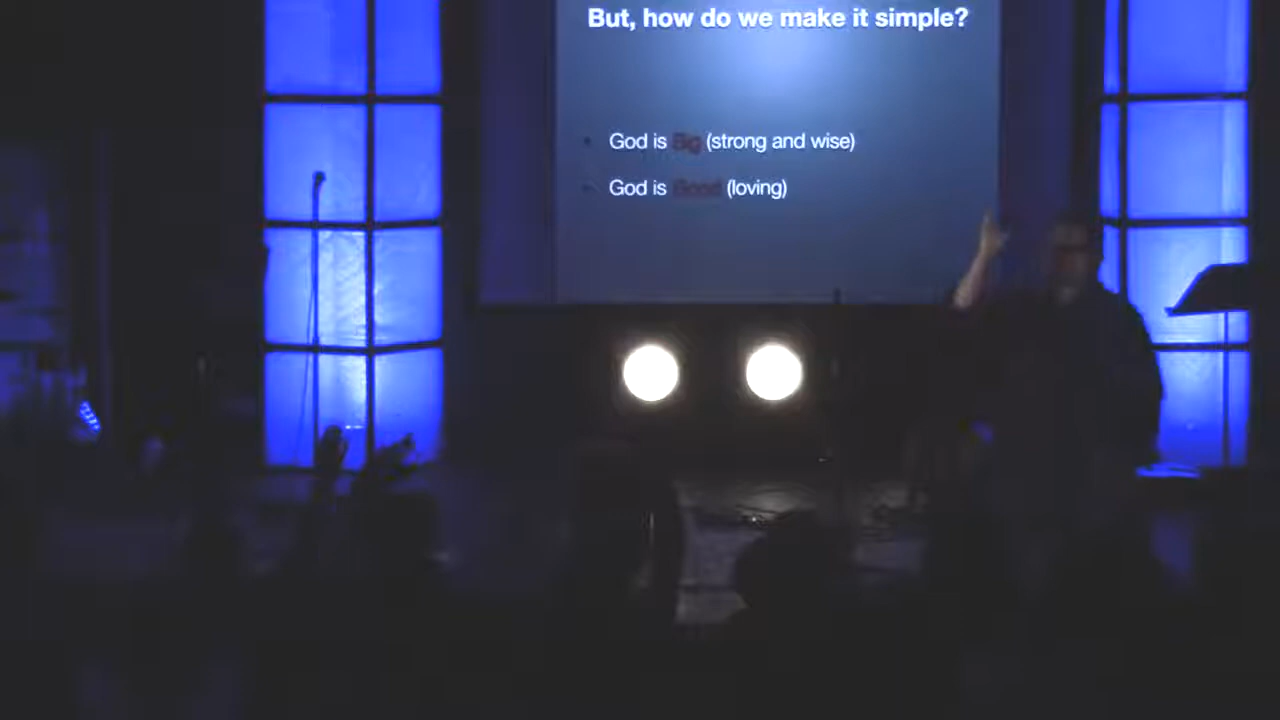 But, how do we make it simple?
God is Big (strong and wise)
God is Good (loving)